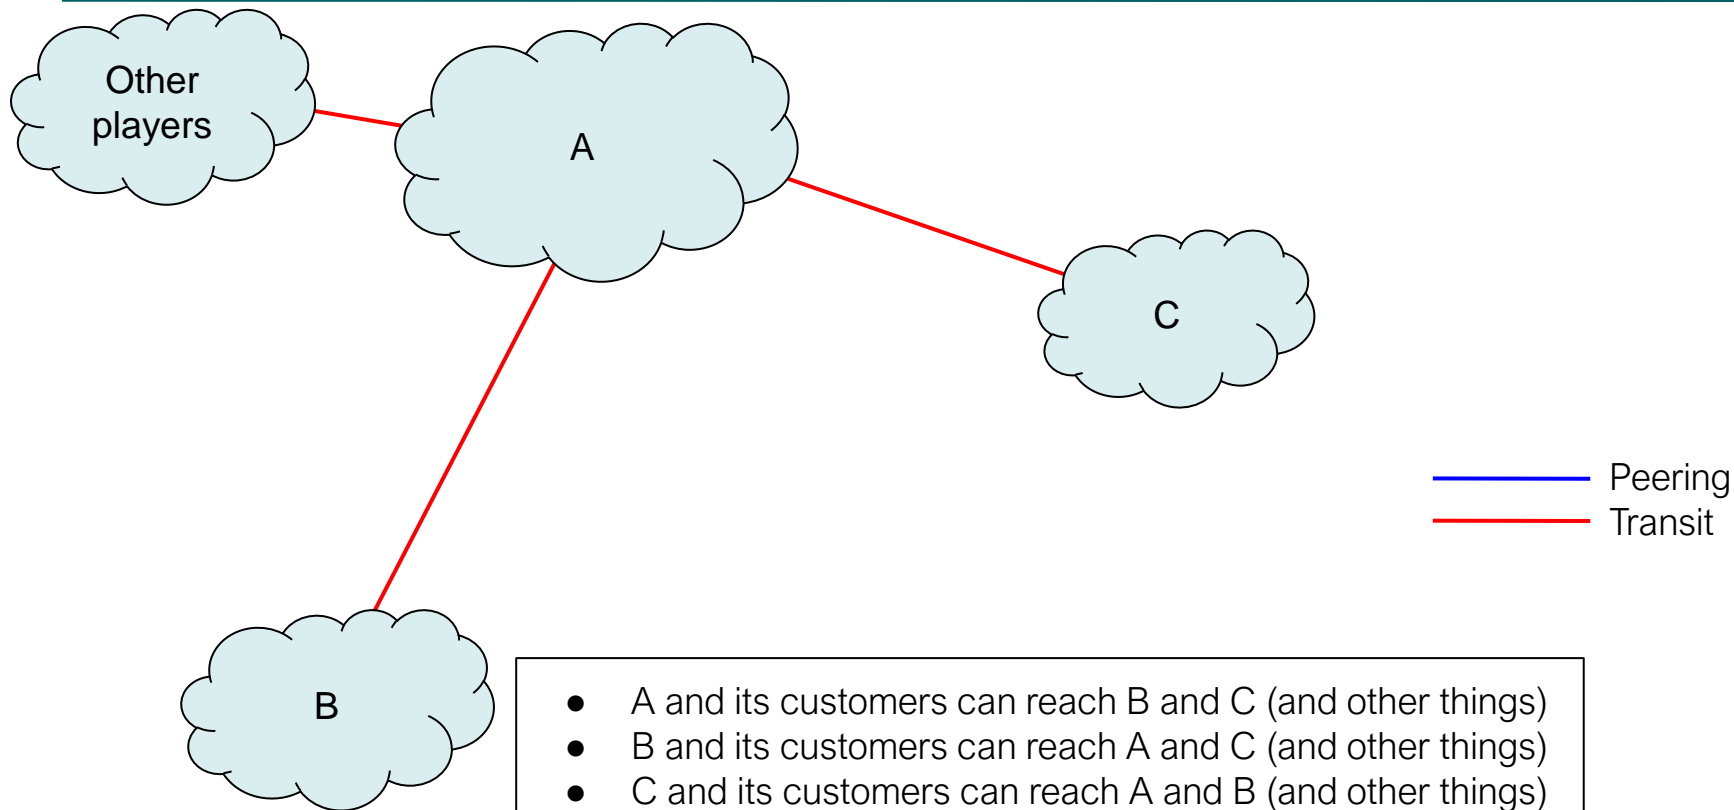 Other
players
A
C
Peering
Transit
B
● A and its customers can reach B and C (and other things)
● B and its customers can reach A and C (and other things)
● C and its customers can reach A and B (and other things)